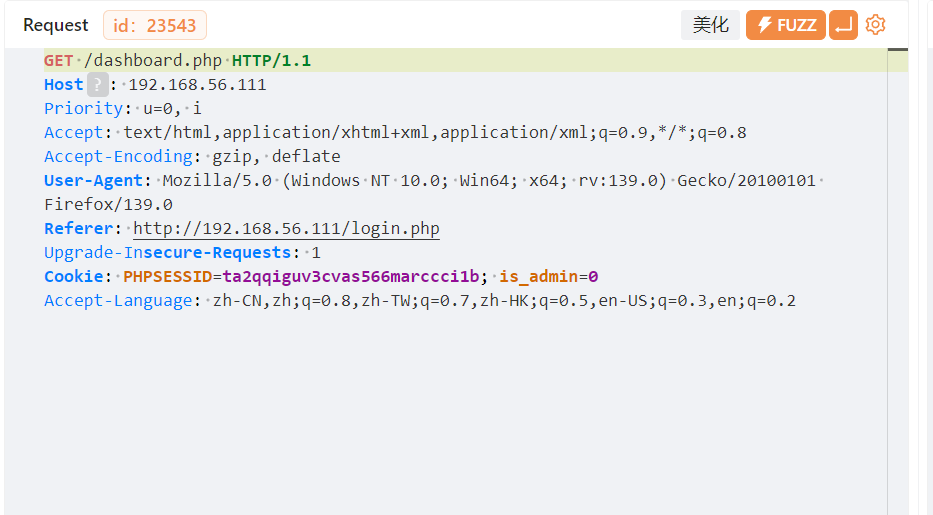 Request id: 23543 美化 FUZZ
GET /dashboard.php HTTP/1.1
Host ? : 192.168.56.111
Priority: u=0, i
Accept: text/html,application/xhtml+xml,application/xml;q=0.9,*/*;q=0.8
Accept-Encoding: gzip, deflate
User-Agent: Mozilla/5.0 (Windows NT 10.0; Win64; x64; rv:139.0) Gecko/20100101
Firefox/139.0
Referer: http://192.168.56.111/login.php
Upgrade-Insecure-Requests: 1
Cookie: PHPSESSID=ta2qqiguv3cvas566marccci1b; is_admin=0
Accept-Language: zh-CN,zh;q=0.8,zh-TW;q=0.7,zh-HK;q=0.5,en-US;q=0.3,en;q=0.2